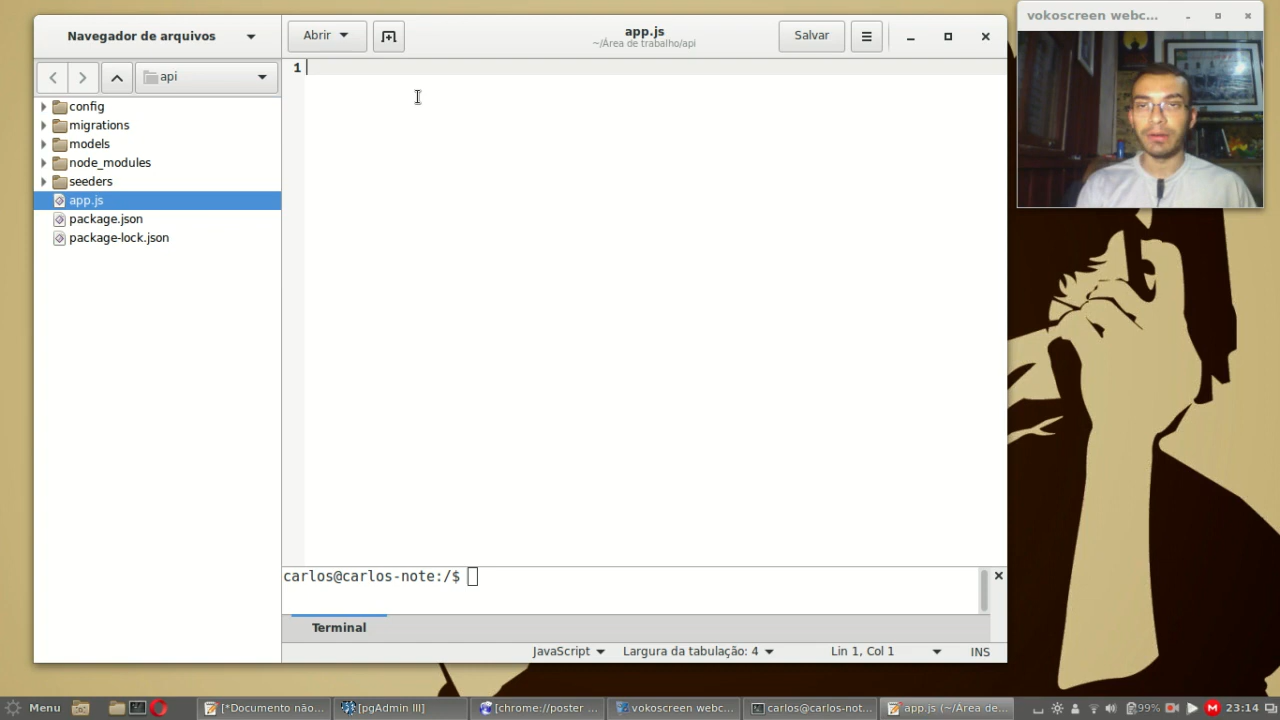 Navegador de arquivos
Abrir
app.js
~/Área de trabalho/api
Salvar
vokoscreen webc...
api
config
migrations
models
node_modules
seeders
app.js
package.json
package-lock.json
1
carlos@carlos-note:/$
Terminal
JavaScript
Largura da tabulação: 4
Lin 1, Col 1
INS
Menu
[*Documento não...
[pgAdmin III]
[chrome://poster ...
vokoscreen webc...
carlos@carlos-not...
app.js (~/Área de...
99%
M
23:14